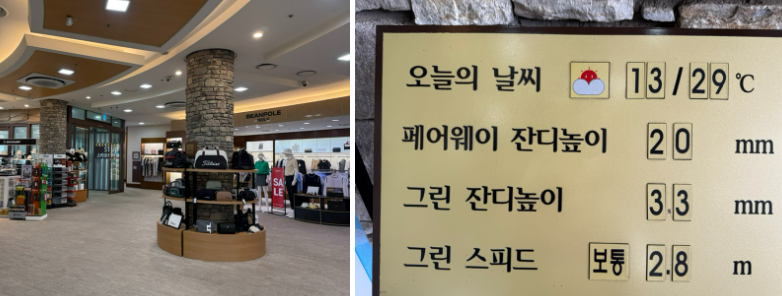 BEANPOLE
Titleist
SALE
오늘의 날씨 13/29 ℃
페어웨이 잔디높이 20 mm
그린 잔디높이 3.3 mm
그린 스피드 보통 2.8 m